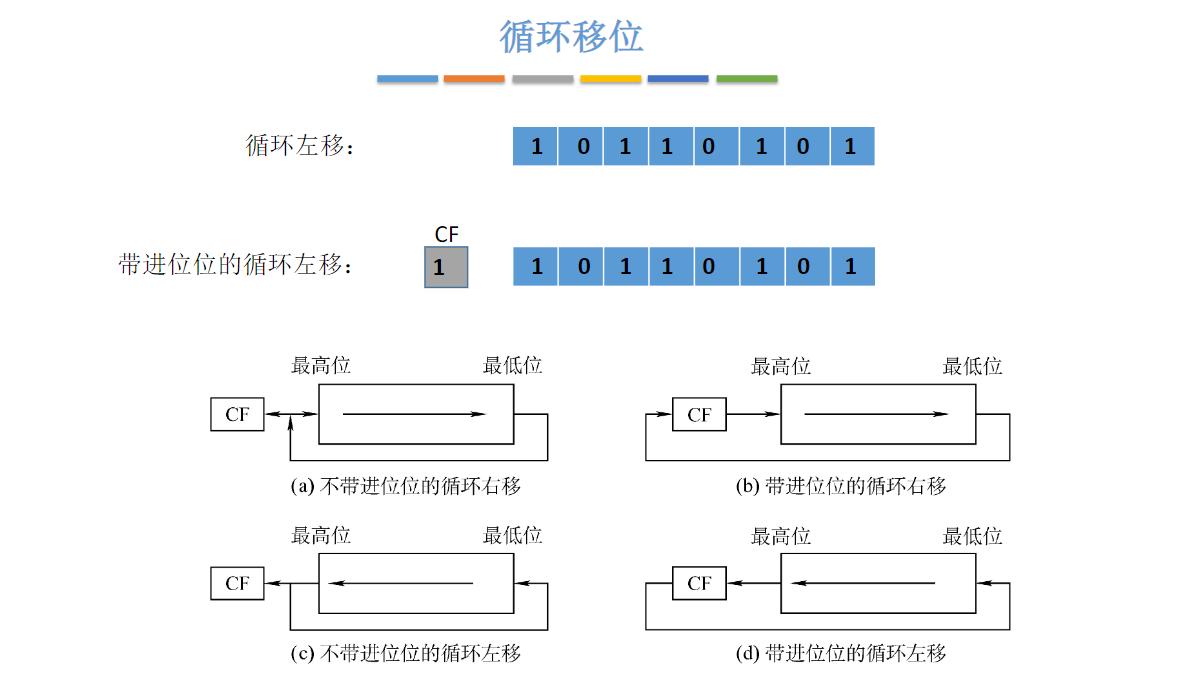 循环移位
循环左移：
1 0 1 1 0 1 0 1
CF
带进位位的循环左移：
1
1 0 1 1 0 1 0 1
最高位 最低位
CF
(a) 不带进位位的循环右移
最高位 最低位
CF
(b) 带进位位的循环右移
最高位 最低位
CF
(c) 不带进位位的循环左移
最高位 最低位
CF
(d) 带进位位的循环左移